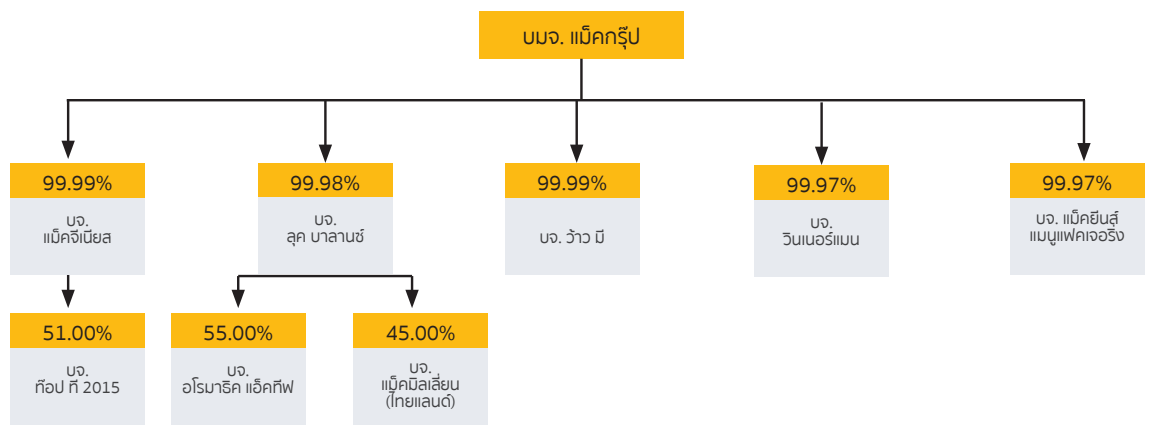 บมจ. แม็คกรุ๊ป
99.99%
บจ.
แม็คจีเนียส
99.98%
บจ.
ลุค บาลานซ์
99.99%
บจ. ว้าว มี
99.97%
บจ.
วินเนอร์แมน
99.97%
บจ. แม็คยีนส์
แมนูแฟคเจอริ่ง
51.00%
บจ.
ท๊อป ที 2015
55.00%
บจ.
อโรมาธิค แอ็คทีฟ
45.00%
บจ.
แม็คมิลเลี่ยน
(ไทยแลนด์)